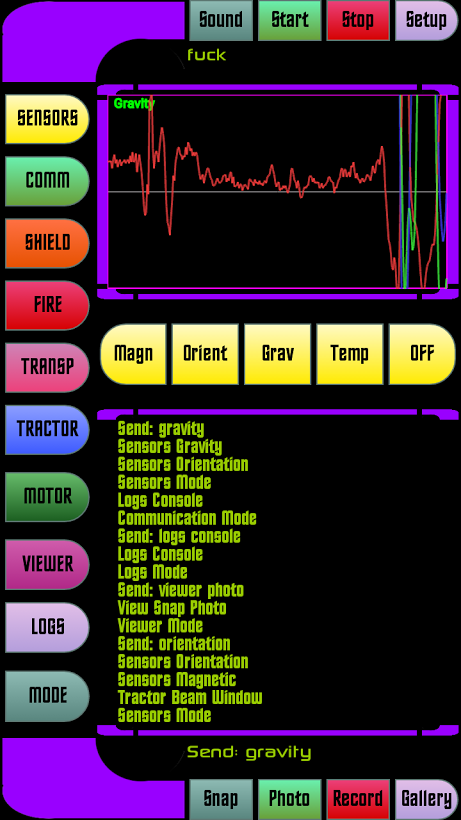 Sound Start Stop Setup
fuck
Gravity
SENSORS
COMM
SHIELD
FIRE
TRANSP
TRACTOR
MOTOR
VIEWER
LOGS
MODE
Magn Orient Grav Temp OFF
Send: gravity
Sensors Gravity
Sensors Orientation
Sensors Mode
Logs Console
Communication Mode
Send: logs console
Logs Console
Logs Mode
Send: viewer photo
View Snap Photo
Viewer Mode
Send: orientation
Sensors Orientation
Sensors Magnetic
Tractor Beam Window
Sensors Mode
Send: gravity
Snap Photo Record Gallery